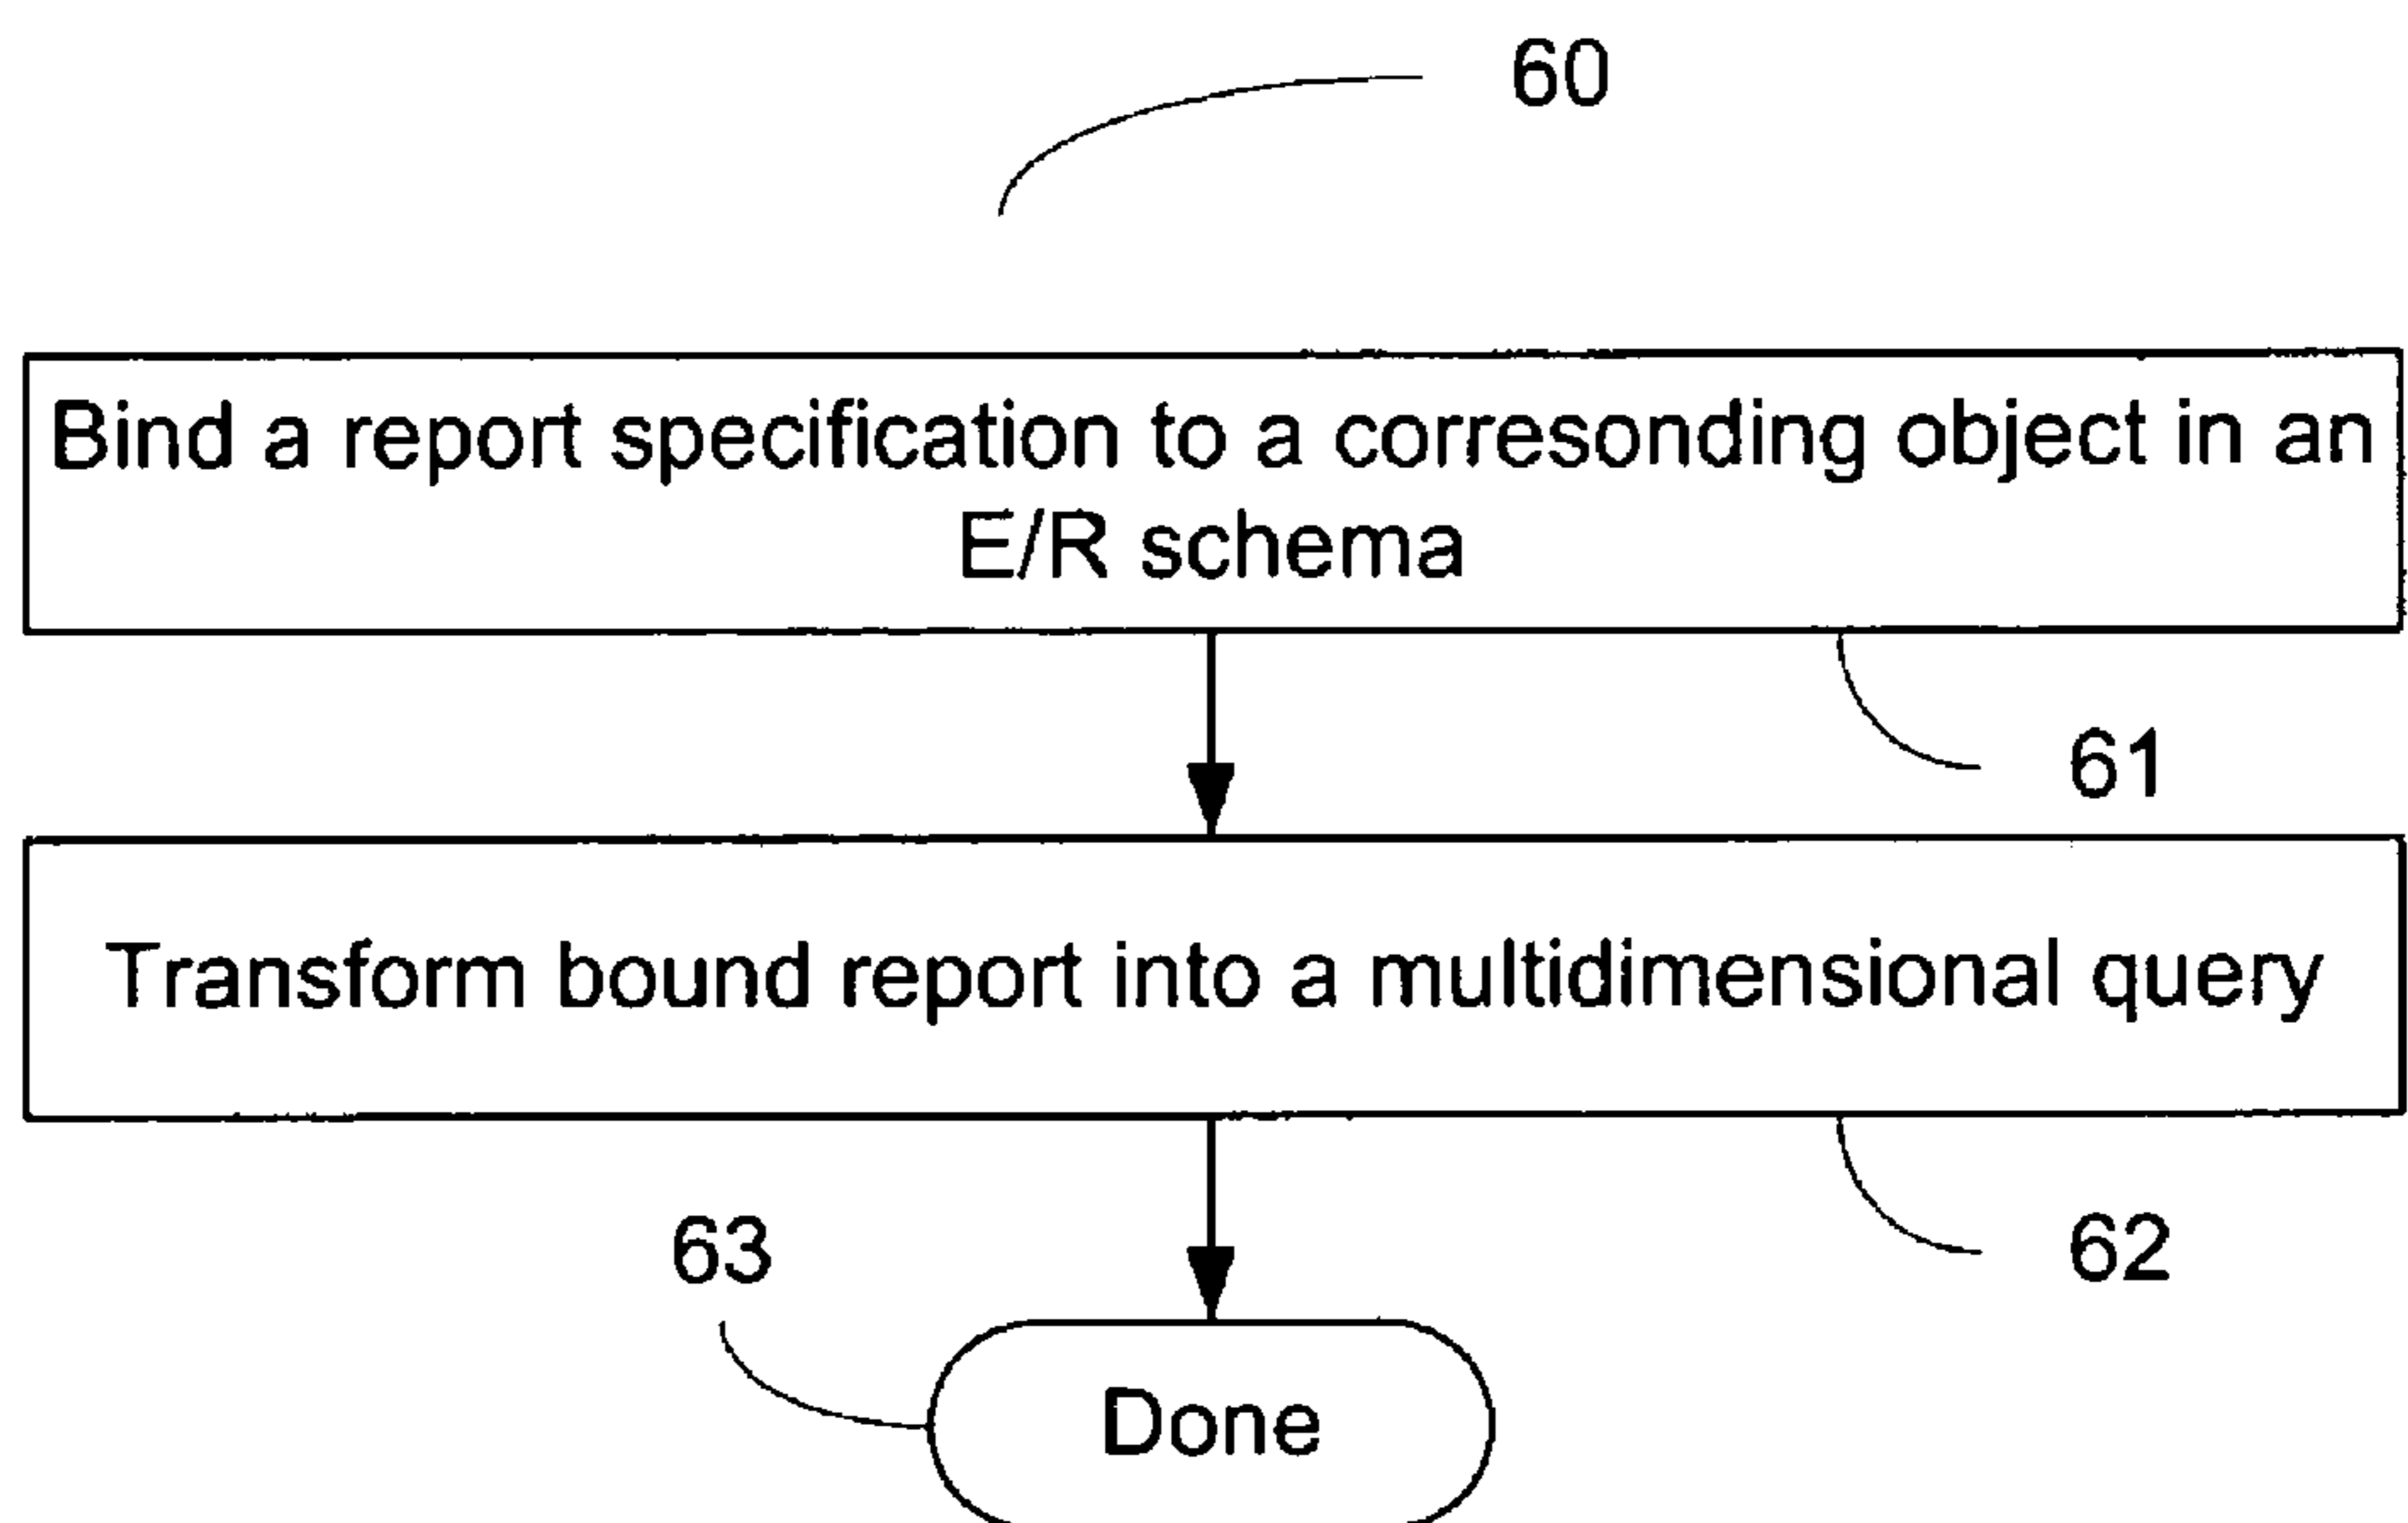 60
Bind a report specification to a corresonding object in an
E/R schema
61
Transform bound report into a multidimensional query
63
62
Done